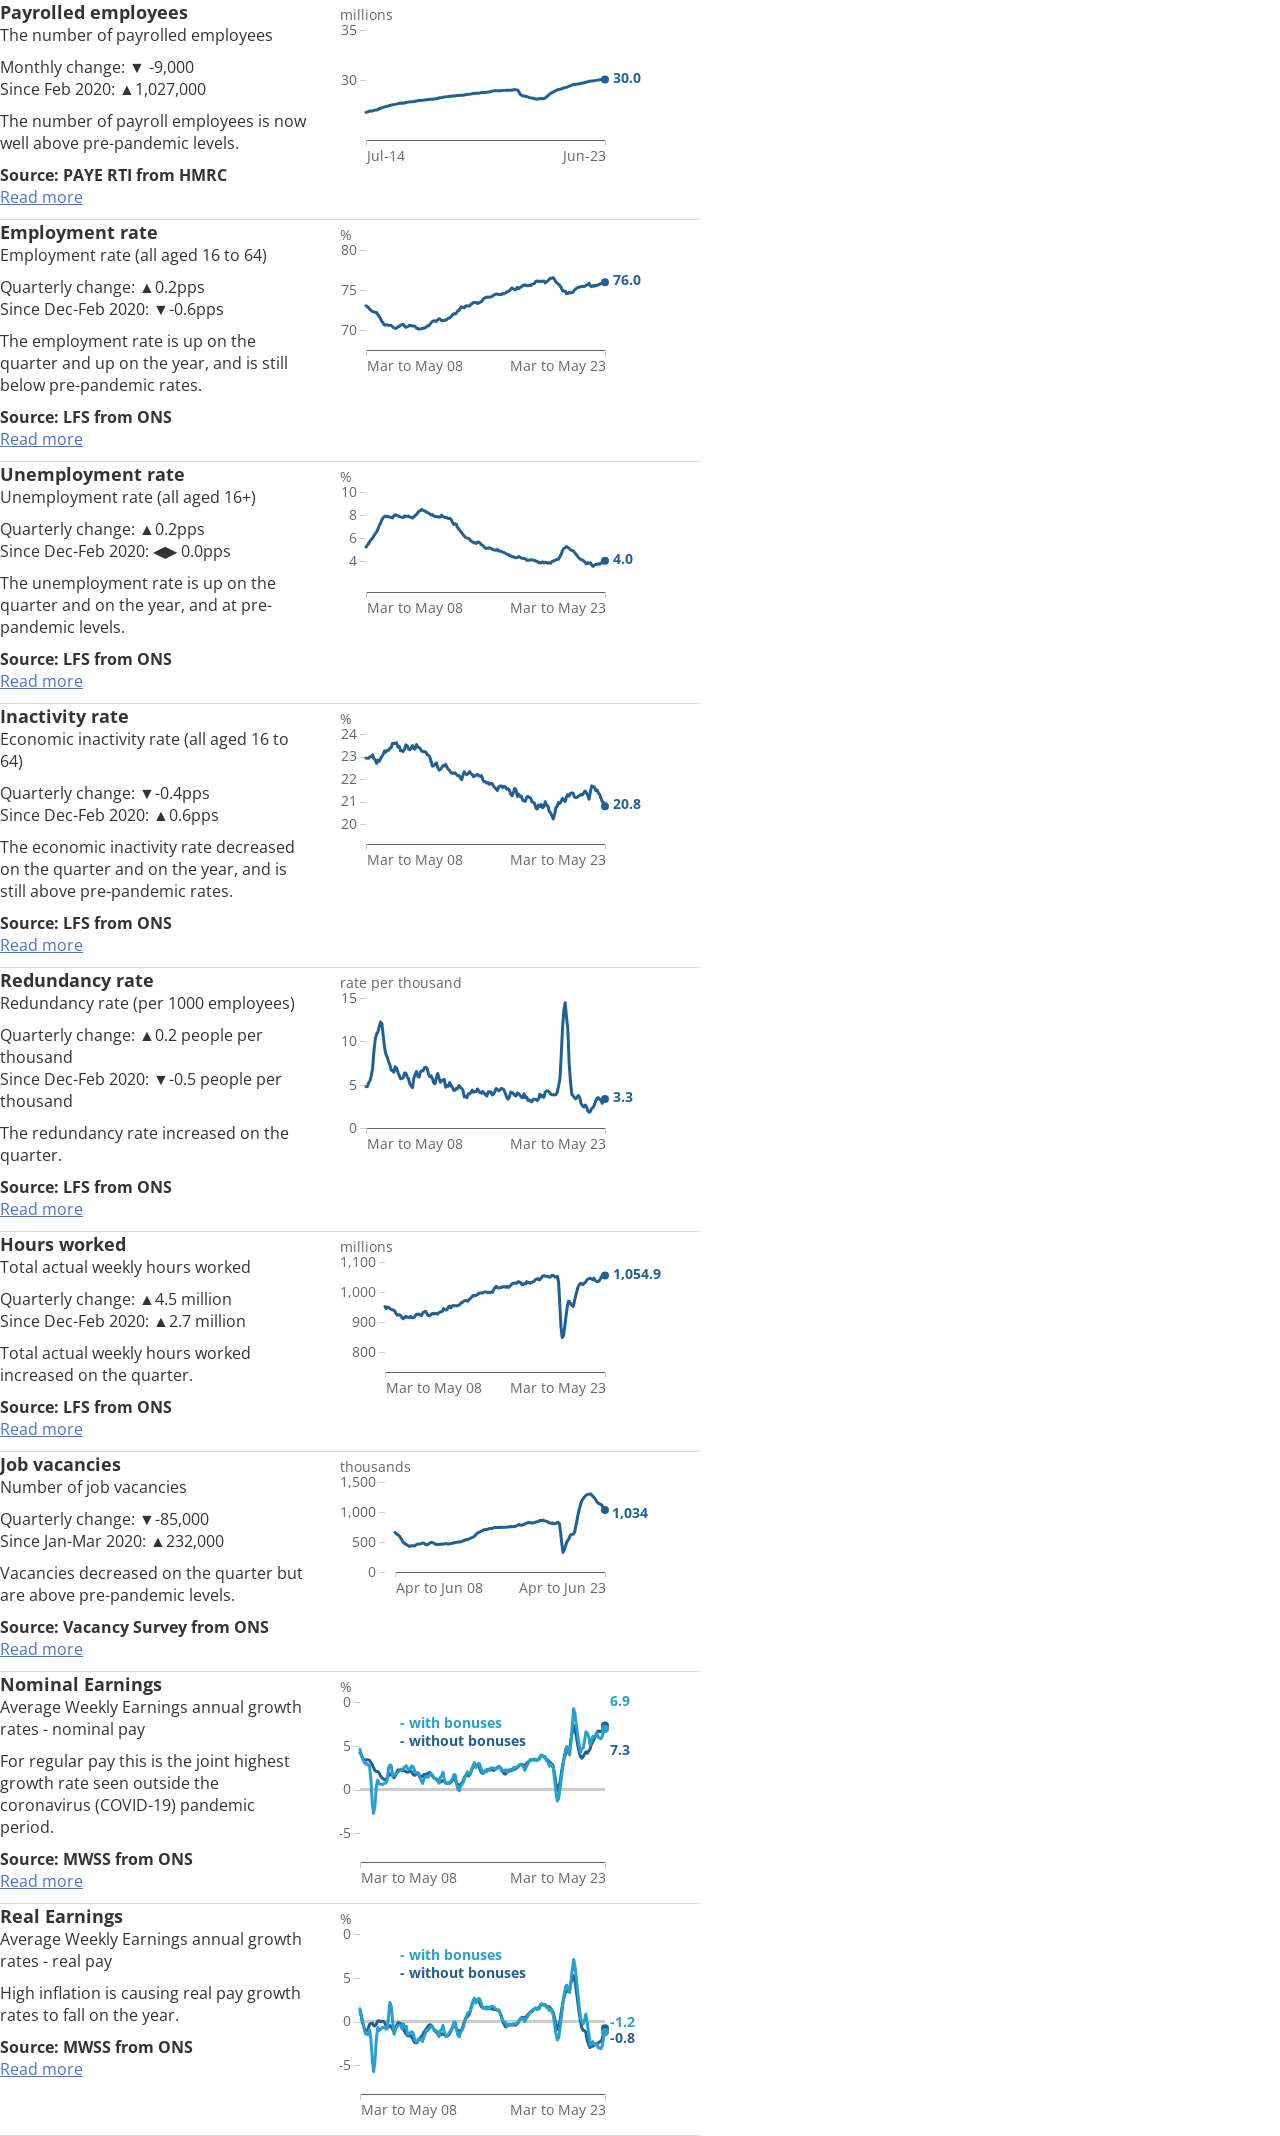 Payrolled employees
The number of payrolled employees
Monthly change: ▼ -9,000
Since Feb 2020: ▲1,027,000
The number of payroll employees is now
well above pre-pandemic levels.
Source: PAYE RTI from HMRC
Read more
millions
35
30
30.0
Jul-14
Jun-23
Employment rate
Employment rate (all aged 16 to 64)
Quarterly change: ▲0.2pps
Since Dec-Feb 2020: ▼-0.6pps
The employment rate is up on the
quarter and up on the year, and is still
below pre-pandemic rates.
Source: LFS from ONS
Read more
%
80
75
70
76.0
Mar to May 08
Mar to May 23
Unemployment rate
Unemployment rate (all aged 16+)
Quarterly change: ▲0.2pps
Since Dec-Feb 2020: ◀▶ 0.0pps
The unemployment rate is up on the
quarter and on the year, and at pre-
pandemic levels.
Source: LFS from ONS
Read more
%
10
8
6
4
4.0
Mar to May 08
Mar to May 23
Inactivity rate
Economic inactivity rate (all aged 16 to
64)
Quarterly change: ▼-0.4pps
Since Dec-Feb 2020: ▲0.6pps
The economic inactivity rate decreased
on the quarter and on the year, and is
still above pre-pandemic rates.
Source: LFS from ONS
Read more
%
24
23
22
21
20
20.8
Mar to May 08
Mar to May 23
Redundancy rate
Redundancy rate (per 1000 employees)
Quarterly change: ▲0.2 people per
thousand
Since Dec-Feb 2020: ▼-0.5 people per
thousand
The redundancy rate increased on the
quarter.
Source: LFS from ONS
Read more
rate per thousand
15
10
5
0
3.3
Mar to May 08
Mar to May 23
Hours worked
Total actual weekly hours worked
Quarterly change: ▲4.5 million
Since Dec-Feb 2020: ▲2.7 million
Total actual weekly hours worked
increased on the quarter.
Source: LFS from ONS
Read more
millions
1,100
1,000
900
800
1,054.9
Mar to May 08
Mar to May 23
Job vacancies
Number of job vacancies
Quarterly change: ▼-85,000
Since Jan-Mar 2020: ▲232,000
Vacancies decreased on the quarter but
are above pre-pandemic levels.
Source: Vacancy Survey from ONS
Read more
thousands
1,500
1,000
500
0
1,034
Apr to Jun 08
Apr to Jun 23
Nominal Earnings
Average Weekly Earnings annual growth
rates - nominal pay
For regular pay this is the joint highest
growth rate seen outside the
coronavirus (COVID-19) pandemic
period.
Source: MWSS from ONS
Read more
%
0
5
0
-5
- with bonuses
- without bonuses
6.9
7.3
Mar to May 08
Mar to May 23
Real Earnings
Average Weekly Earnings annual growth
rates - real pay
High inflation is causing real pay growth
rates to fall on the year.
Source: MWSS from ONS
Read more
%
0
5
0
-5
- with bonuses
- without bonuses
-1.2
-0.8
Mar to May 08
Mar to May 23